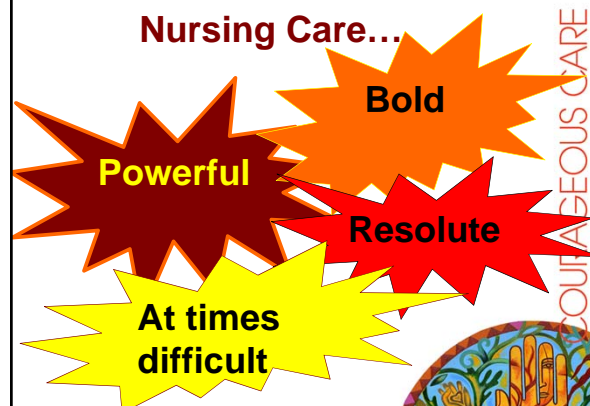 Nursing Care…
Bold
Powerful
Resolute
At times
difficult
COURAGEOUS CARE